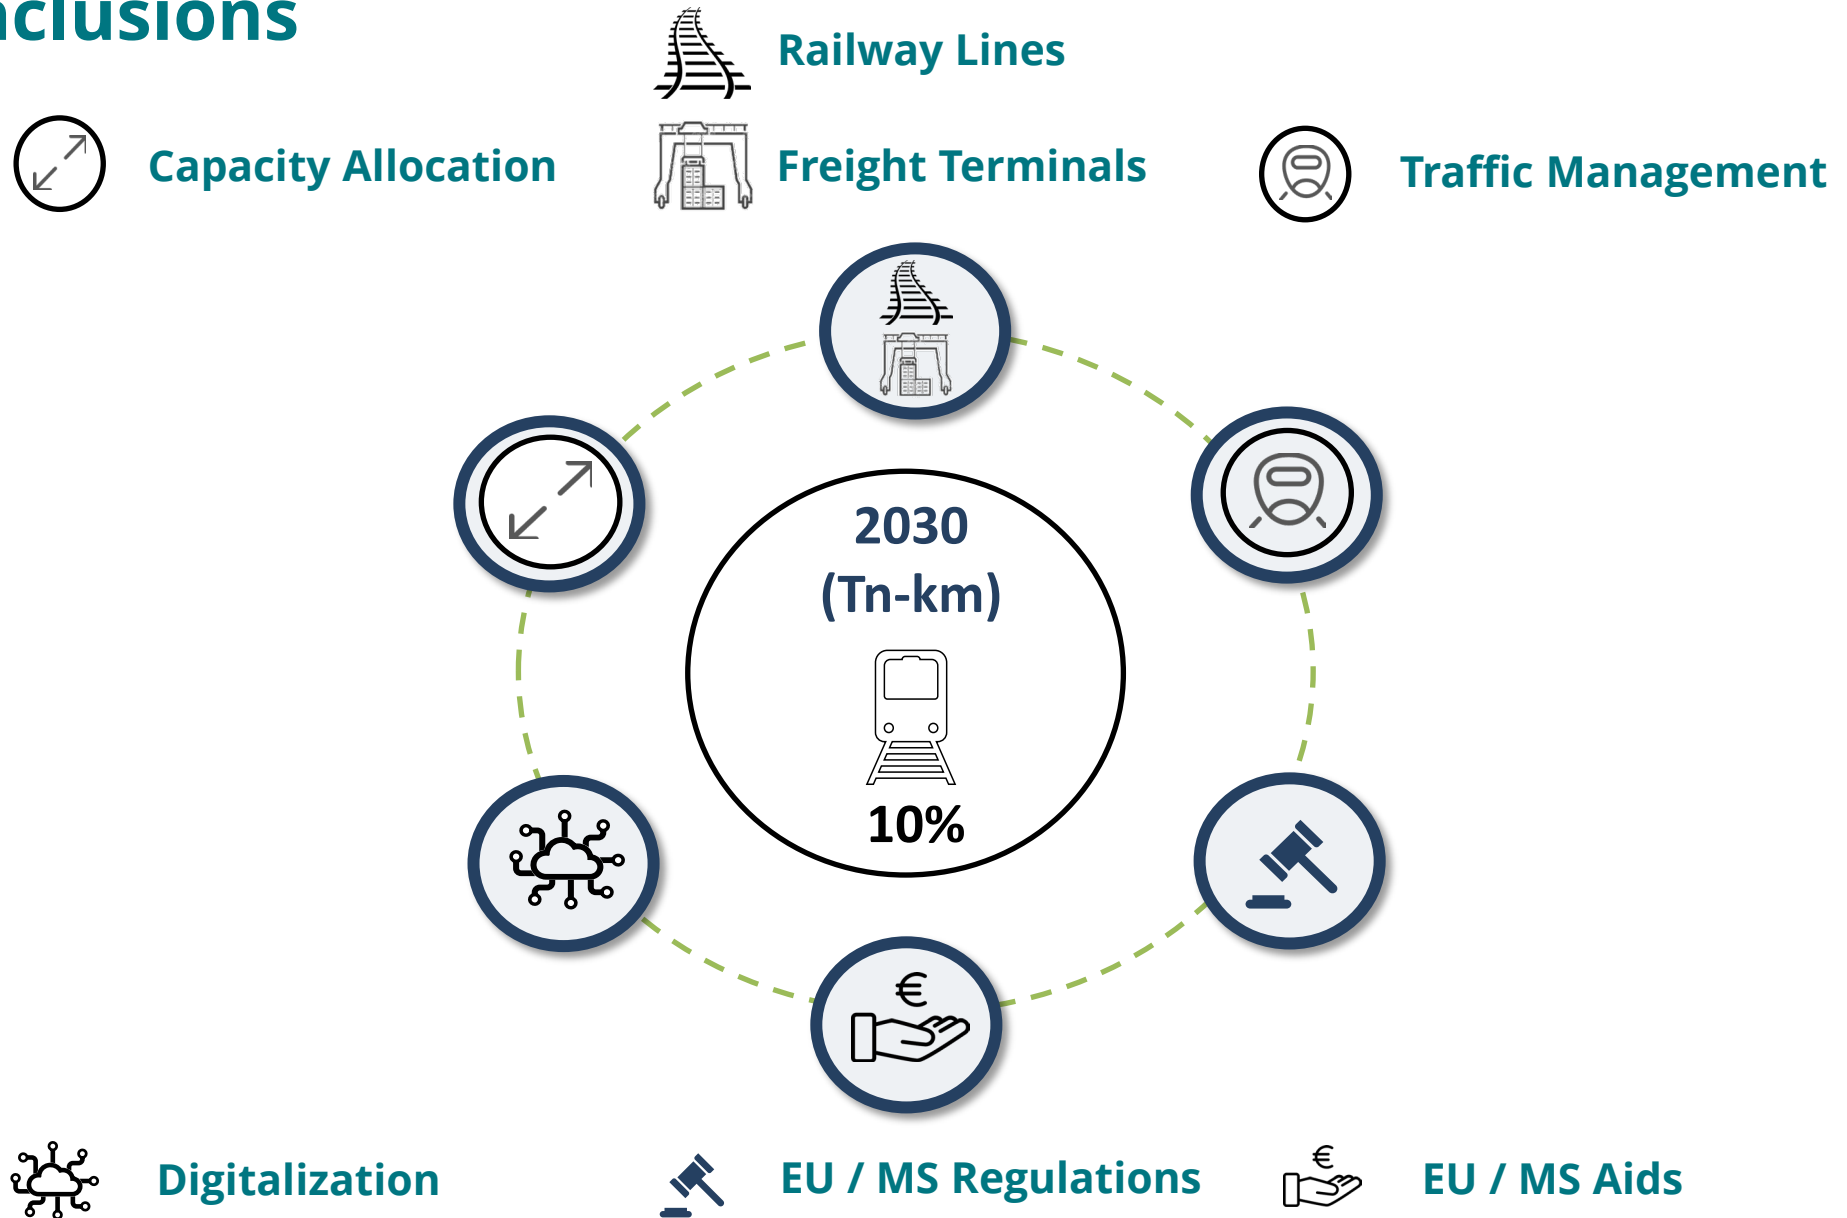 nclusions
Railway Lines
Capacity Allocation
Freight Terminals
Traffic Management
2030
(Tn-km)
10%
€
Digitalization
EU / MS Regulations
€
EU / MS Aids